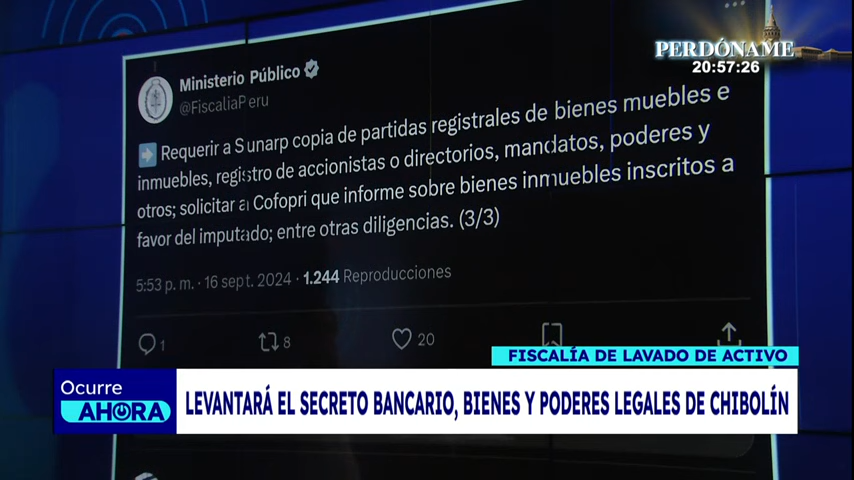 PERDÓNAME
20:57:26
Ministerio Público
@FiscaliaPeru
Requerir a Sunarp copia de partidas registrales de bienes muebles e
inmuebles, registro de accionistas o directorios, mandatos, poderes y
otros; solicitar a Cofopri que informe sobre bienes inmuebles inscritos a
favor del imputado; entre otras diligencias. (3/3)
5:53 p. m. · 16 sept. 2024 · 1.244 Reproducciones
1
8
20
FISCALÍA DE LAVADO DE ACTIVO
Ocurre
AHORA
LEVANTARÁ EL SECRETO BANCARIO, BIENES Y PODERES LEGALES DE CHIBOLÍN